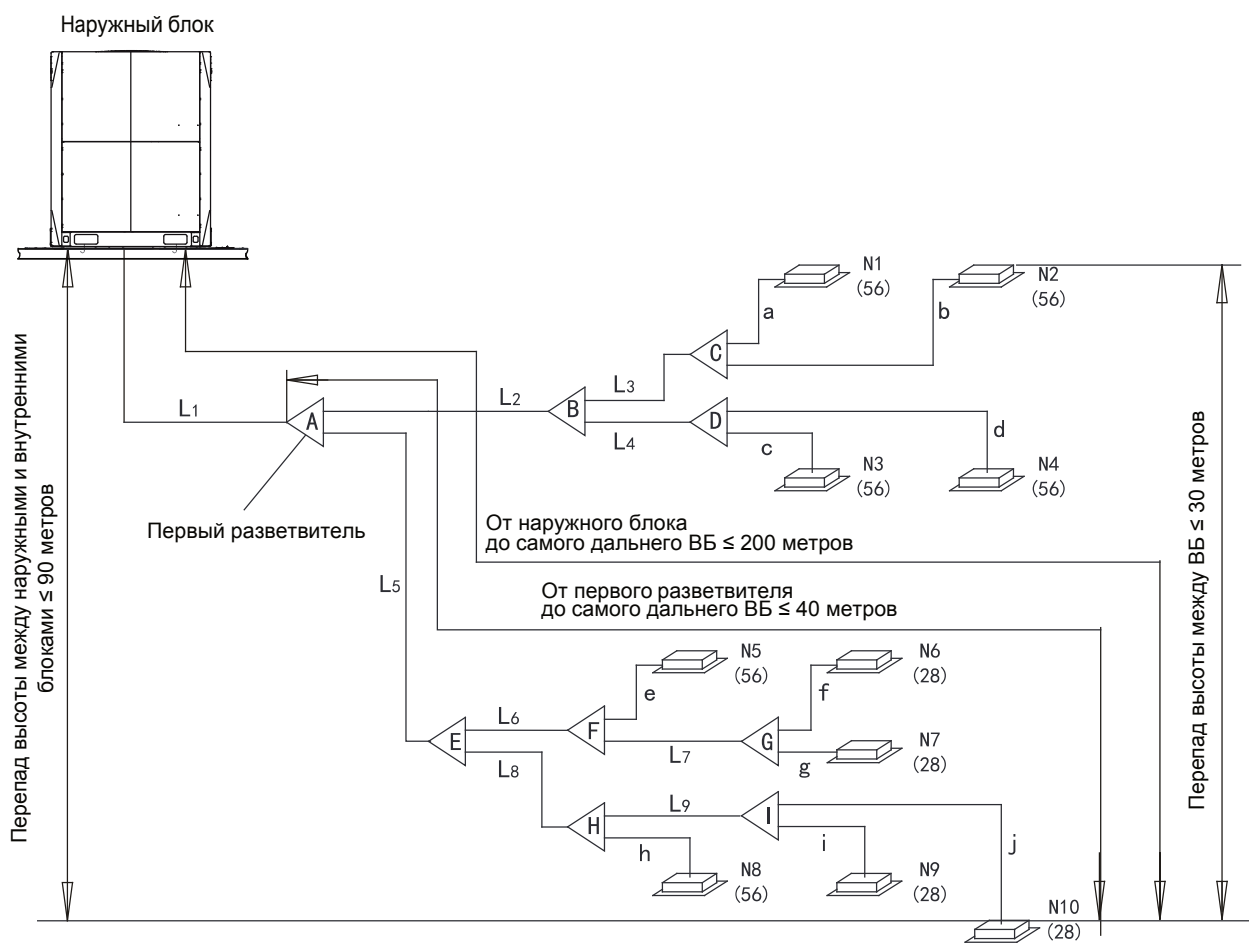 Наружный блок
N1
(56)
N2
(56)
a
b
C
L3
L2
B
L1
A
L4
D
c
d
N3
(56)
N4
(56)
Первый разветвитель
От наружного блока
до самого дальнего ВБ ≤ 200 метров
От первого разветвителя
до самого дальнего ВБ ≤ 40 метров
L5
N5
(56)
N6
(28)
e
f
L6
F
E
L7
G
g
N7
(28)
L8
L9
I
H
h
i
j
N8
(56)
N9
(28)
N10
(28)
Перепад высоты между наружными и внутренними
блоками ≤ 90 метров
Перепад высоты между ВБ ≤ 30 метров